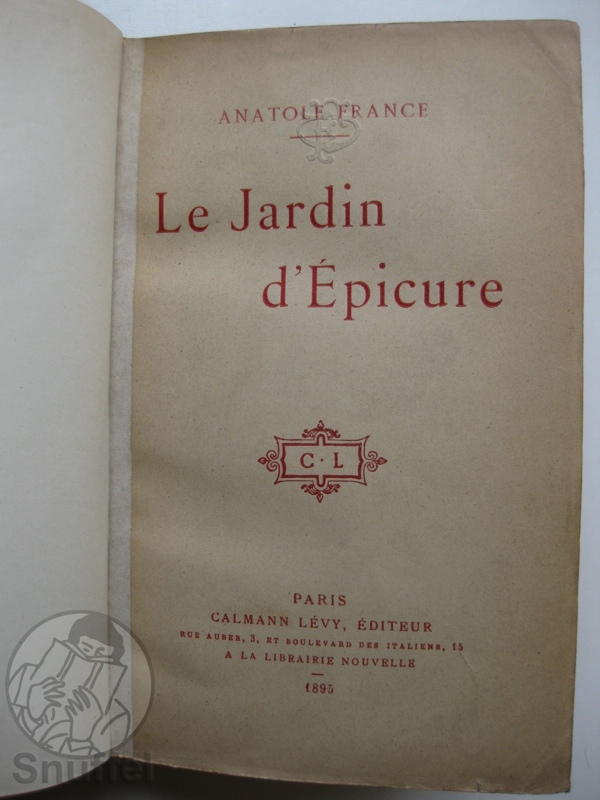 ANATOLE FRANCE
Le Jardin
d'Épicure
C · L
PARIS
CALMANN LÉVY, ÉDITEUR
RUE AUBER, 3, ET BOULEVARD DES ITALIENS, 15
A LA LIBRAIRIE NOUVELLE
1895
Snuffel